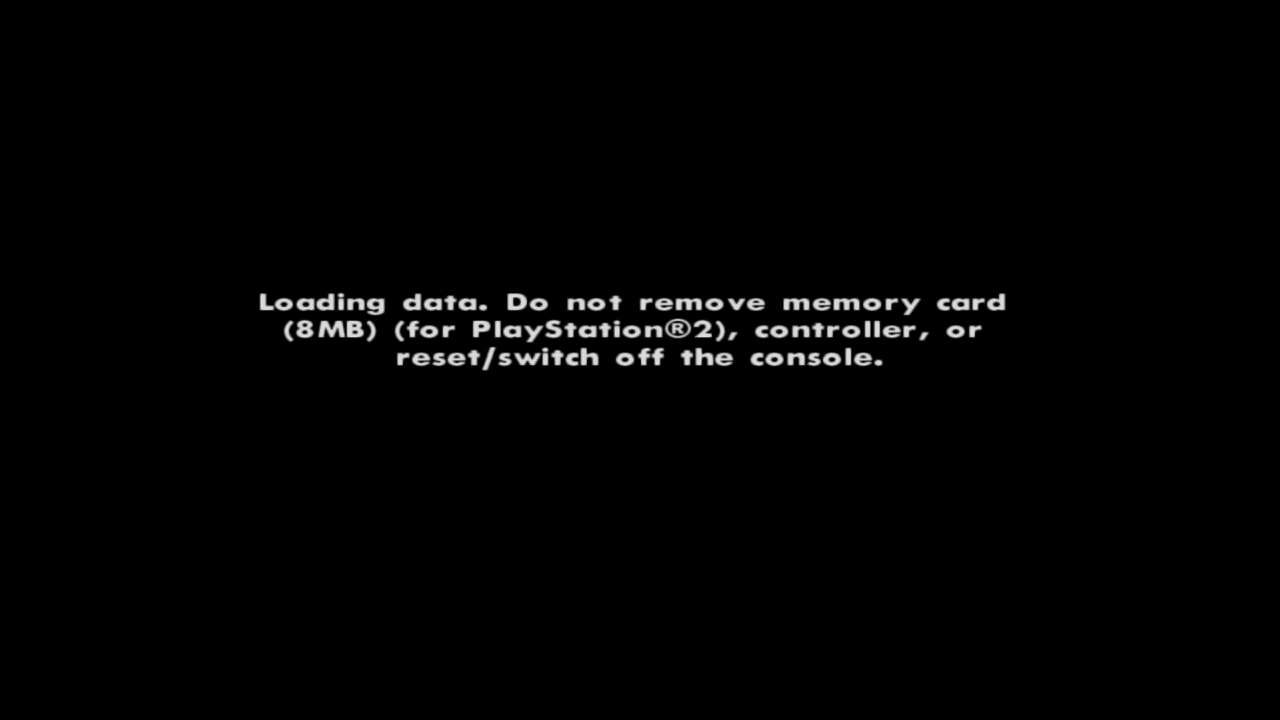 Loading data. Do not remove memory card
(8MB) (for PlayStation®2), controller, or
reset/switch off the console.